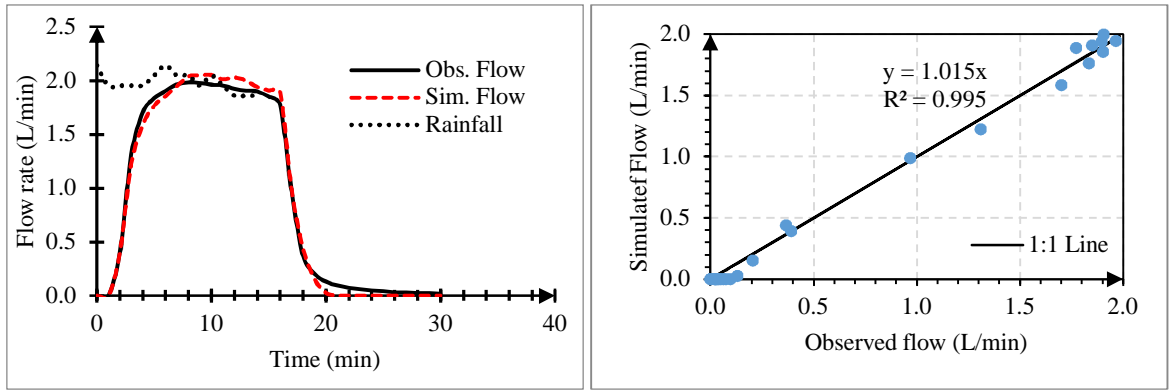 2.5
2.0
1.5
1.0
0.5
0.0
0
10
20
30
40
Flow rate (L/min)
Time (min)
Obs. Flow
Sim. Flow
Rainfall
2.0
1.5
1.0
0.5
0.0
0.0
0.5
1.0
1.5
2.0
Simulatef Flow (L/min)
Observed flow (L/min)
y = 1.015x
R² = 0.995
1:1 Line